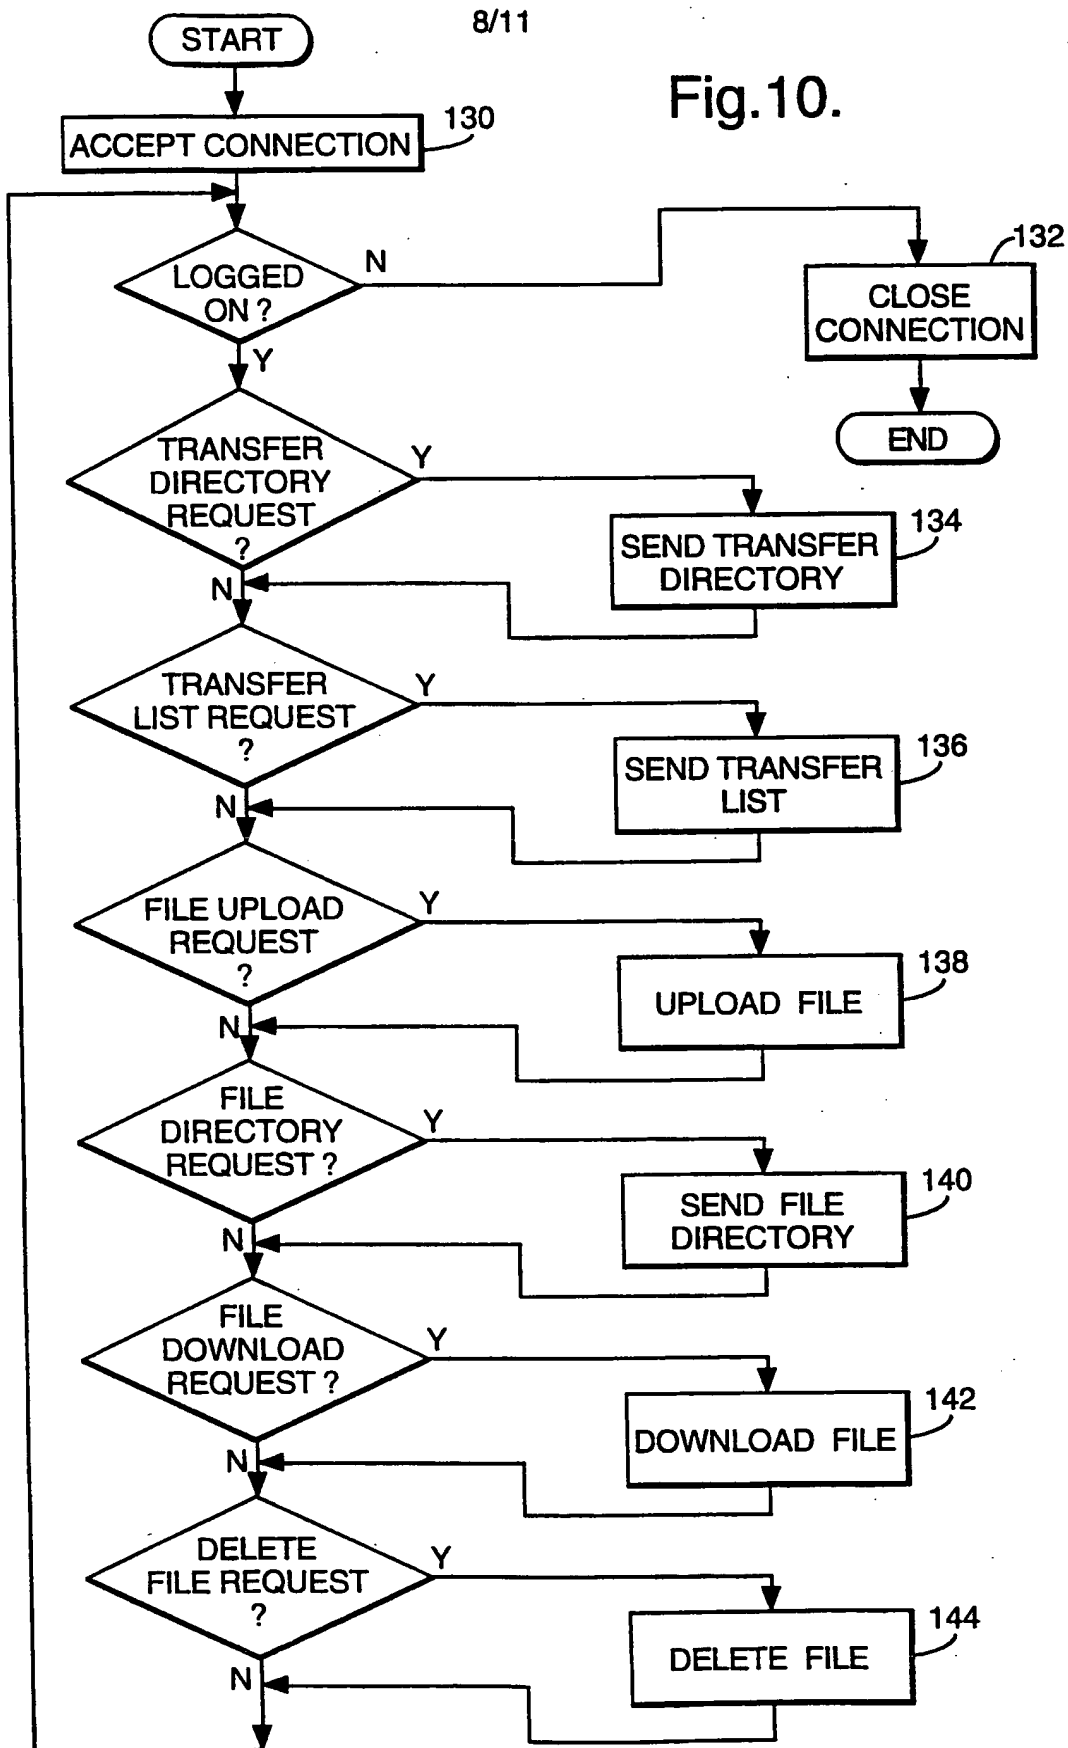 8/11
START
Fig.10.
ACCEPT CONNECTION
130
LOGGED
ON ?
N
Y
132
CLOSE
CONNECTION
END
TRANSFER
DIRECTORY
REQUEST
?
Y
N
134
SEND TRANSFER
DIRECTORY
TRANSFER
LIST REQUEST
?
Y
N
136
SEND TRANSFER
LIST
FILE UPLOAD
REQUEST
?
Y
N
138
UPLOAD FILE
FILE
DIRECTORY
REQUEST ?
Y
N
140
SEND FILE
DIRECTORY
FILE
DOWNLOAD
REQUEST ?
Y
N
142
DOWNLOAD FILE
DELETE
FILE REQUEST
?
Y
N
144
DELETE FILE